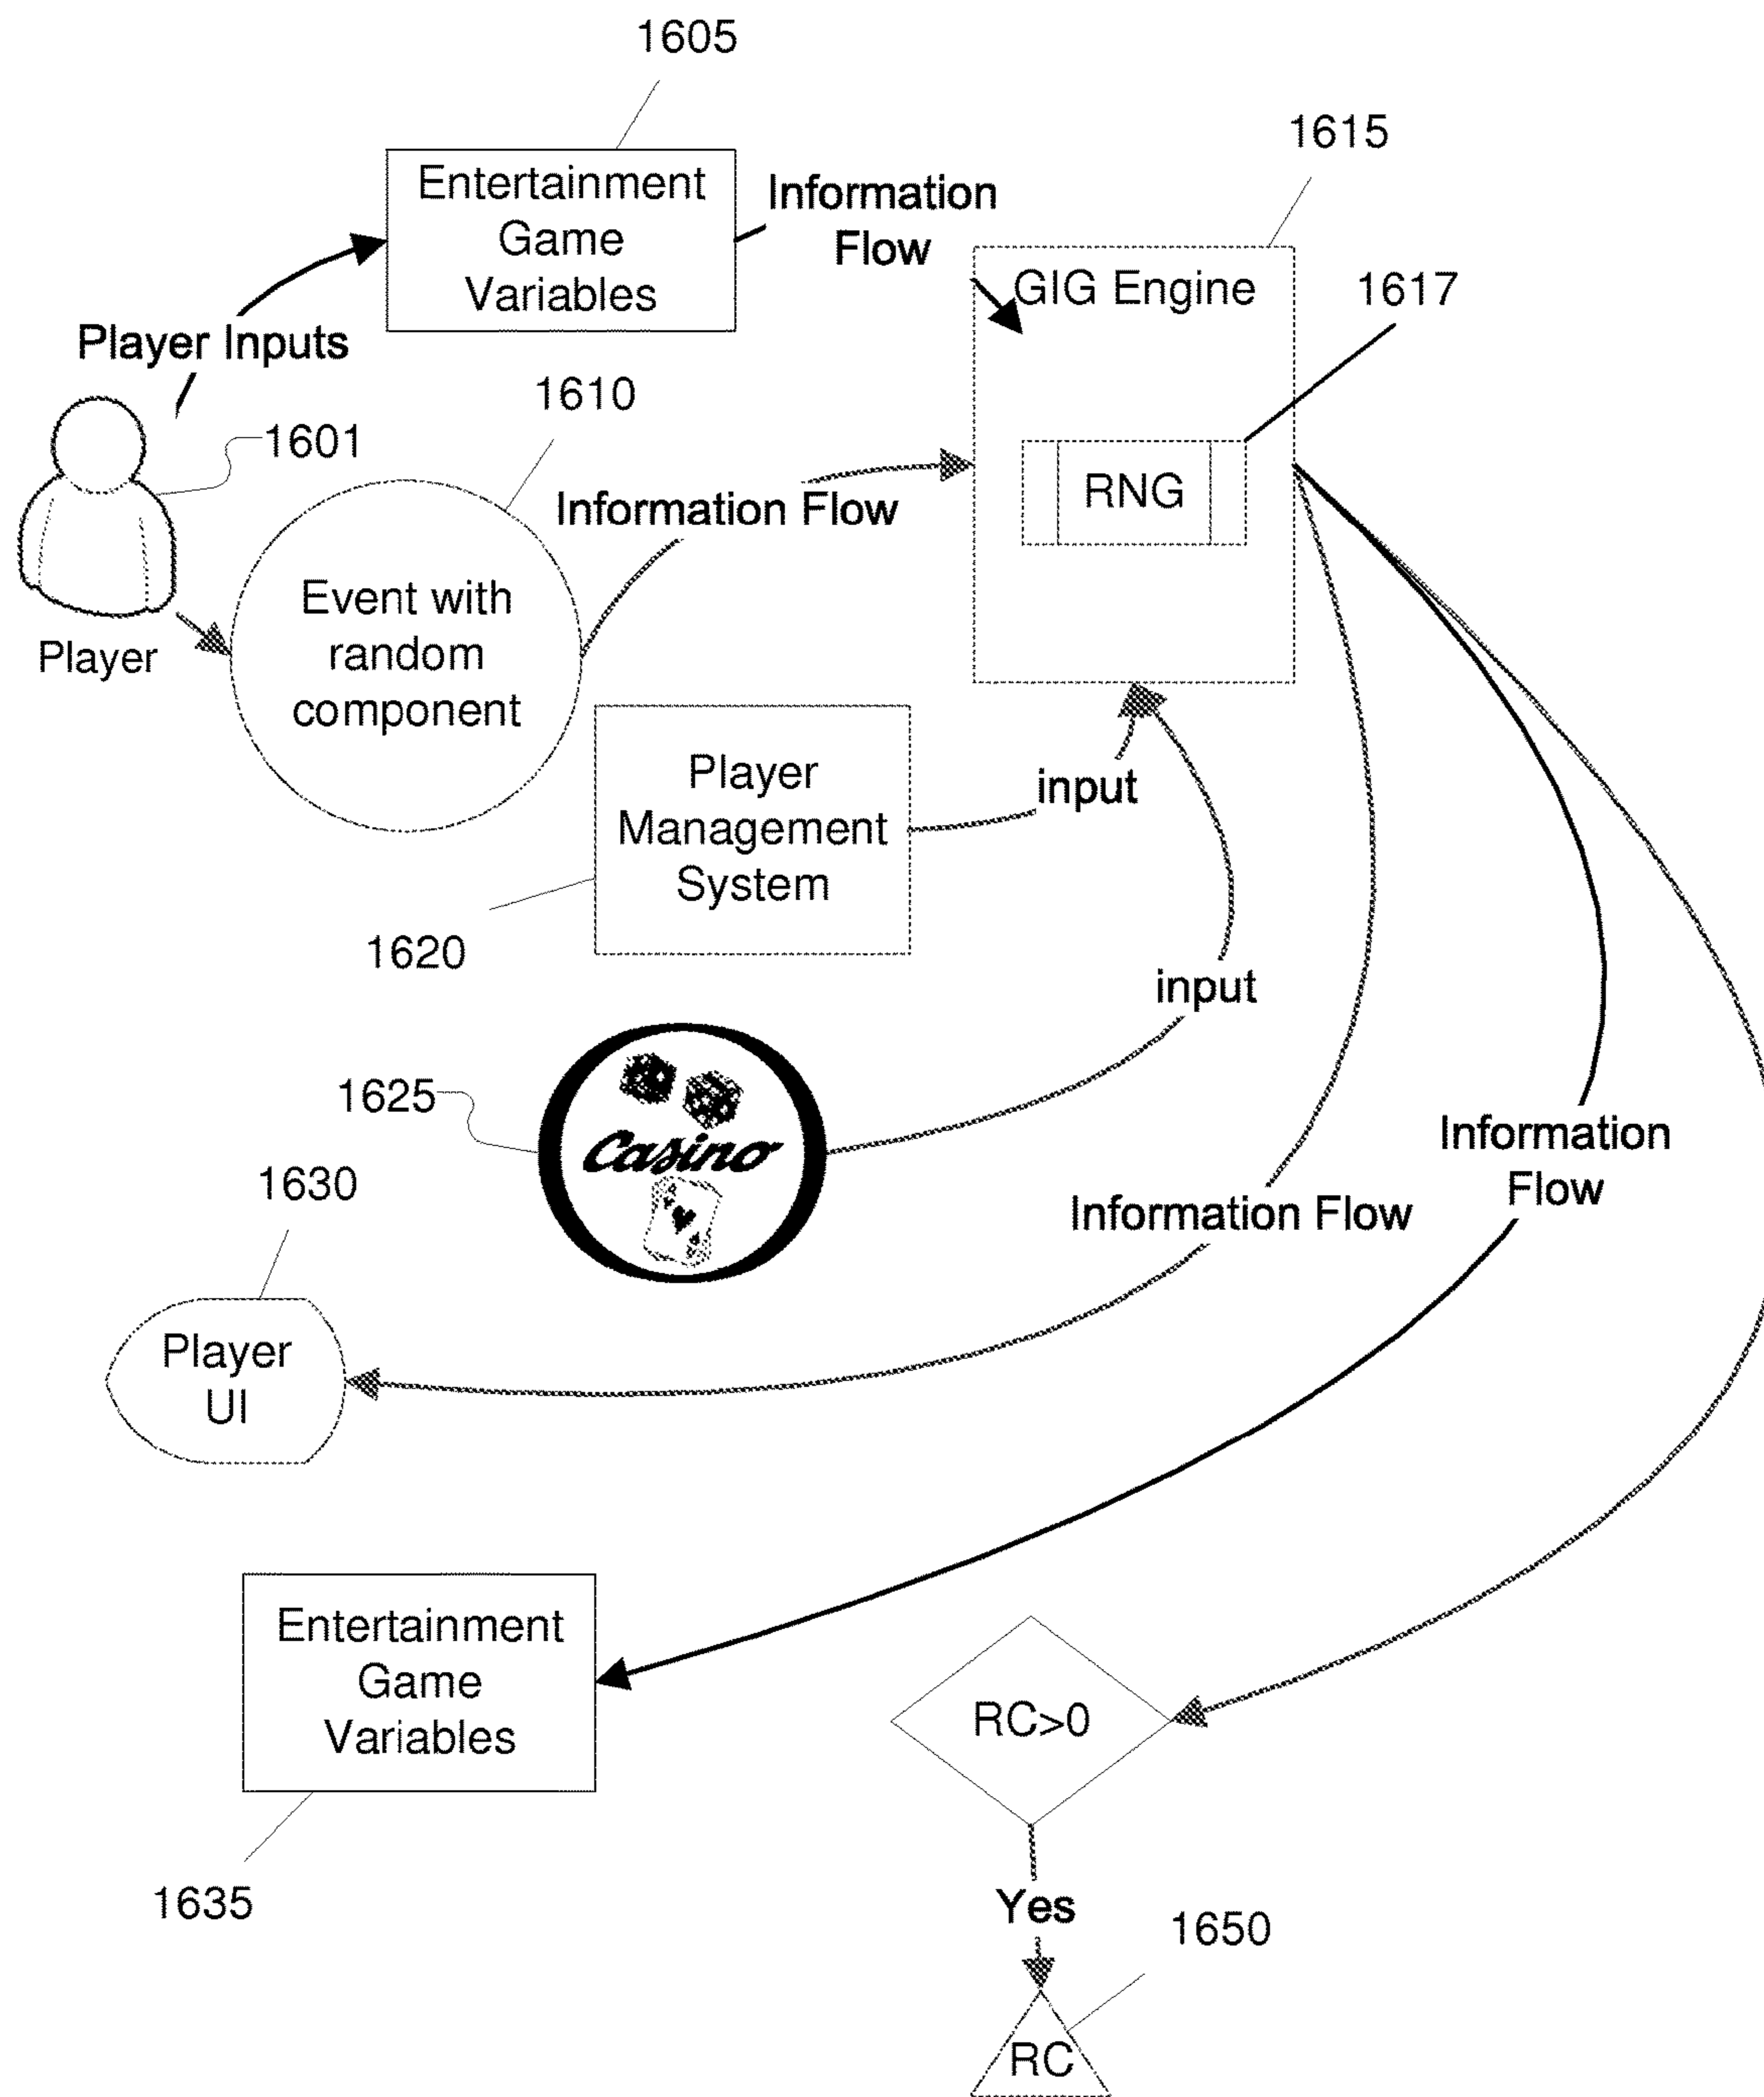 1605
1615
Entertainment
Game
Variables
Information
Flow
GIG Engine
1617
Player Inputs
1610
1601
RNG
Information Flow
Event with
random
component
Player
Player
Management
System
input
1620
input
1625
Casino
Information
Flow
1630
Information Flow
Player
UI
Entertainment
Game
Variables
RC>0
1635
Yes
1650
RC